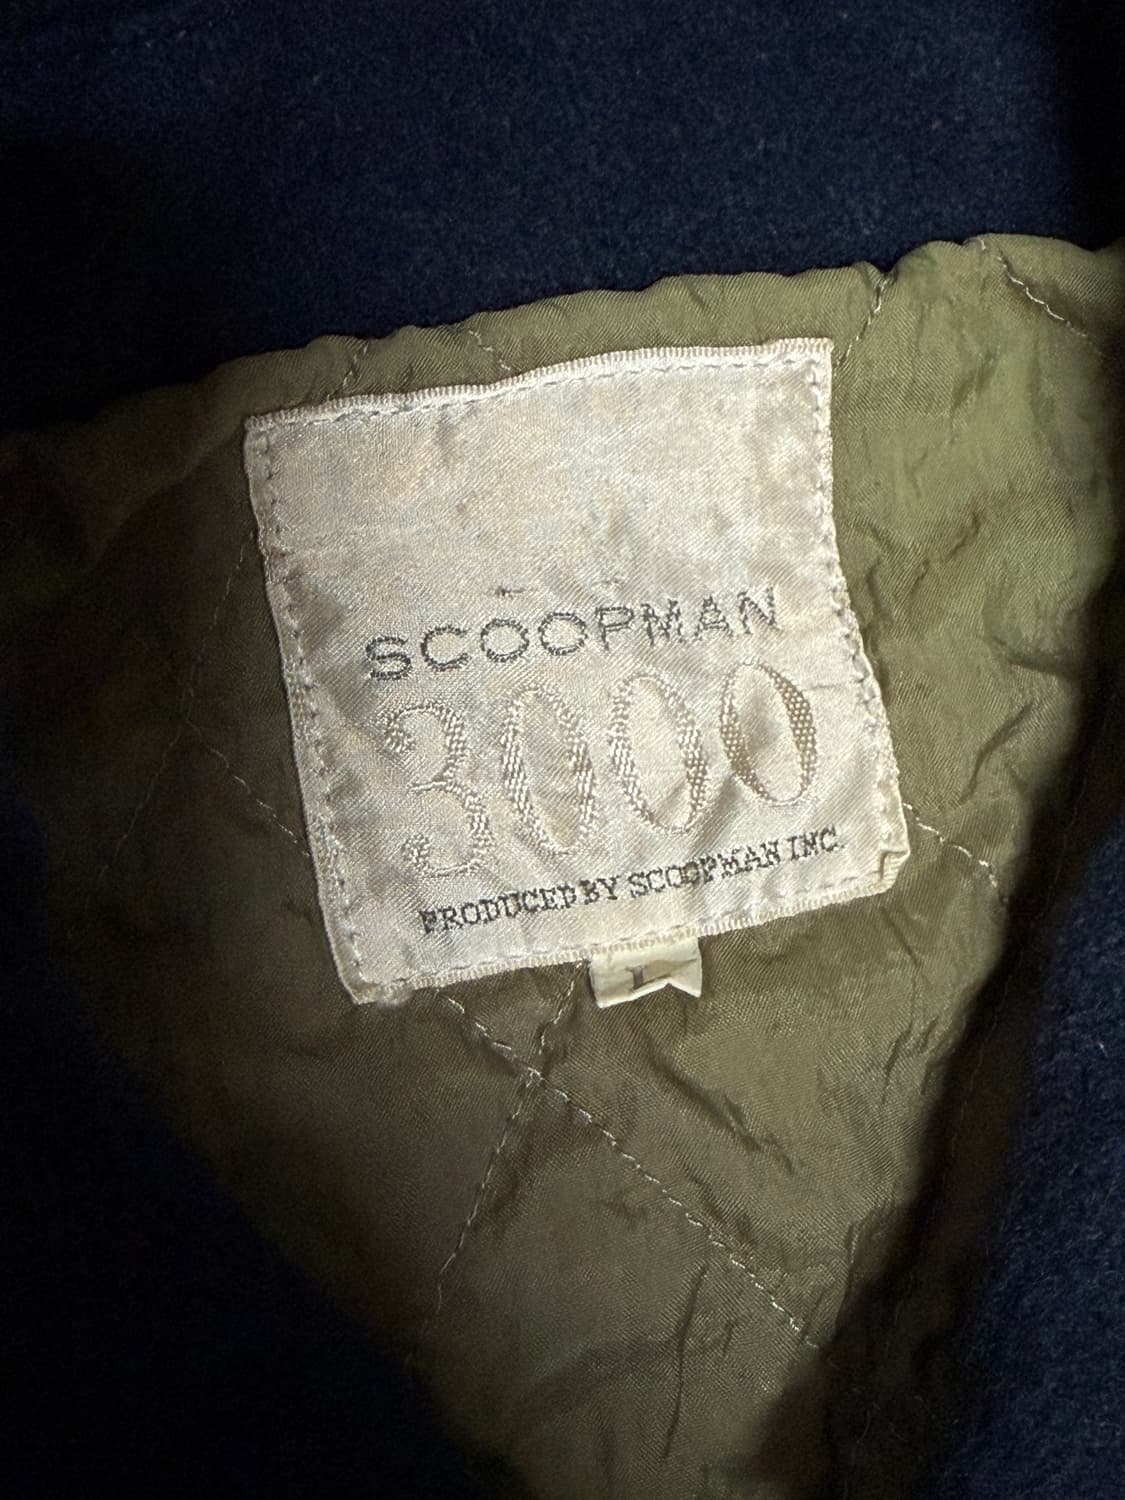 SCOOPMAN
3000
PRODUCED BY SCOOPMAN INC.
L